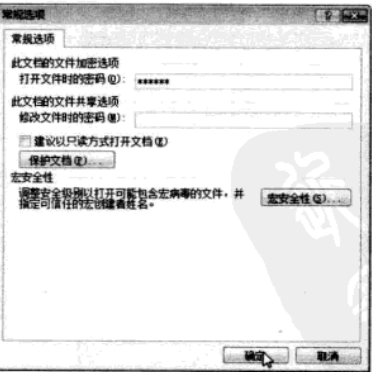 常规选项
常规选项
此文档的文件加密选项
打开文件时的密码(O): ******
此文档的文件共享选项
修改文件时的密码(M):
建议以只读方式打开文档(E)
保护文档(P)...
宏安全性
调整安全级别以打开可能包含宏病毒的文件，并
指定可信任的宏创建者姓名。
宏安全性(S)...
确定
取消